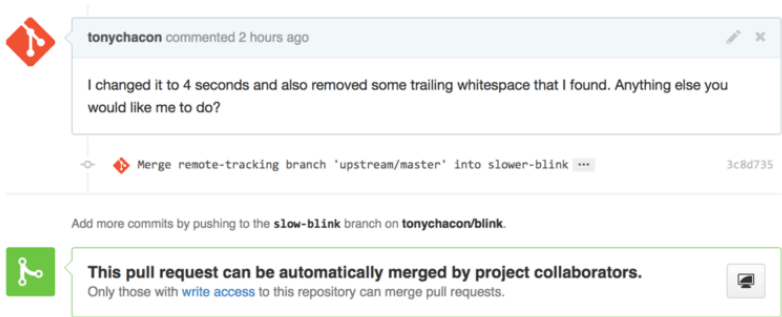 tonychacon commented 2 hours ago
I changed it to 4 seconds and also removed some trailing whitespace that I found. Anything else you
would like me to do?
Merge remote-tracking branch 'upstream/master' into slower-blink ...
3c8d735
Add more commits by pushing to the slow-blink branch on tonychacon/blink.
This pull request can be automatically merged by project collaborators.
Only those with write access to this repository can merge pull requests.